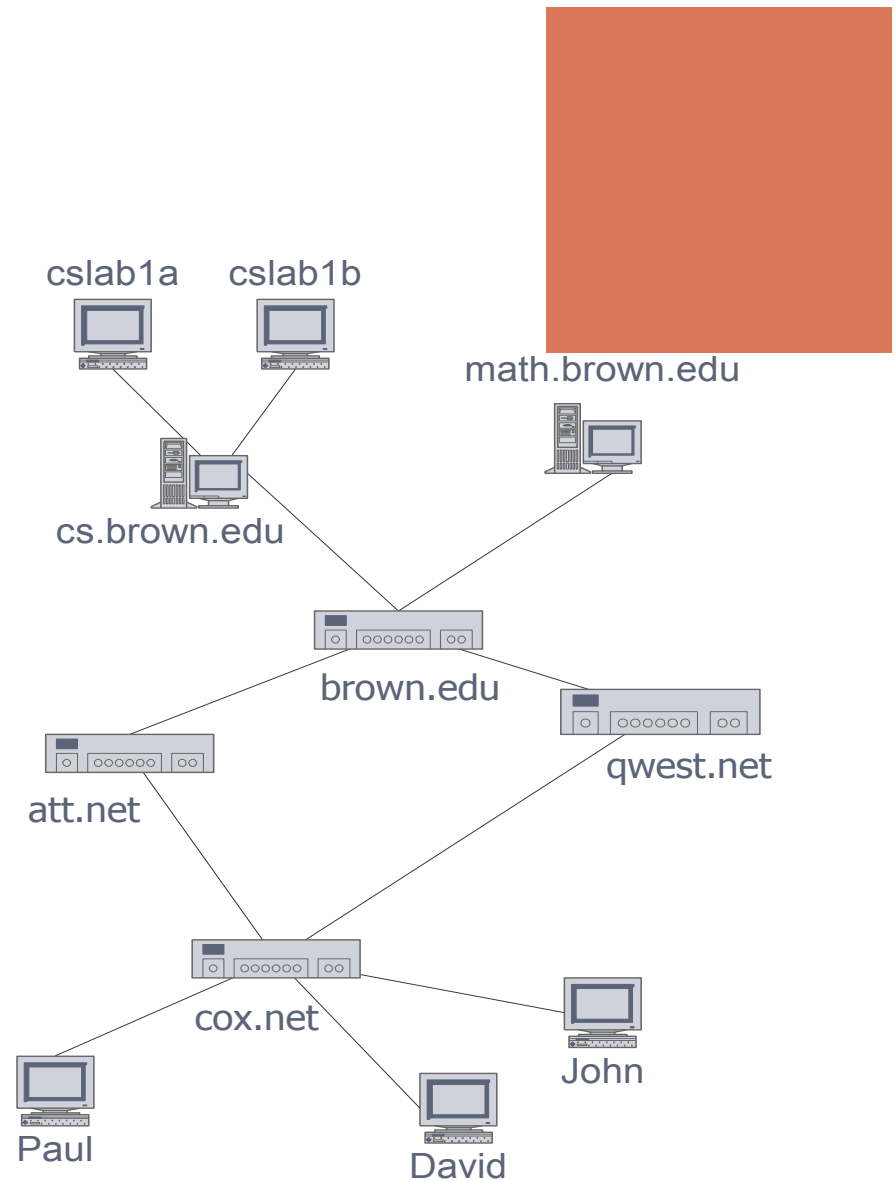 cslab1a cslab1b
math.brown.edu
cs.brown.edu
brown.edu
qwest.net
att.net
cox.net
John
Paul
David